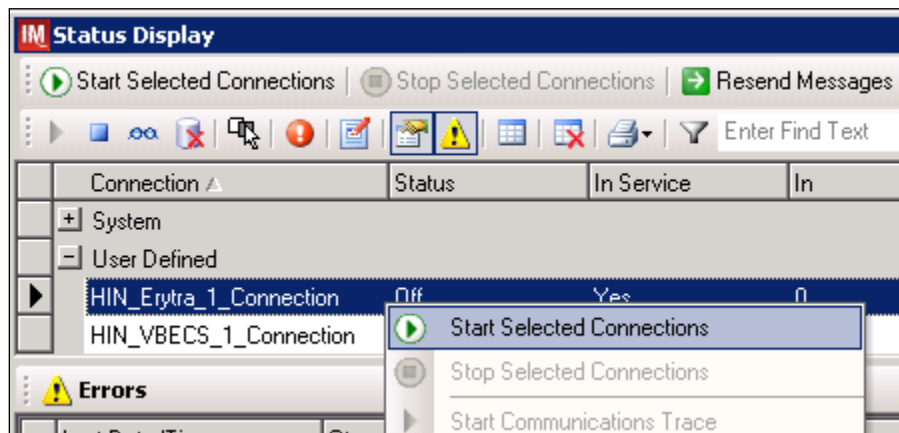 IM Status Display
Start Selected Connections Stop Selected Connections Resend Messages
Enter Find Text
Connection Status In Service In
System
User Defined
HIN_Erytra_1_Connection Off Yes 0
HIN_VBECS_1_Connection
Start Selected Connections
Stop Selected Connections
Errors
Start Communications Trace